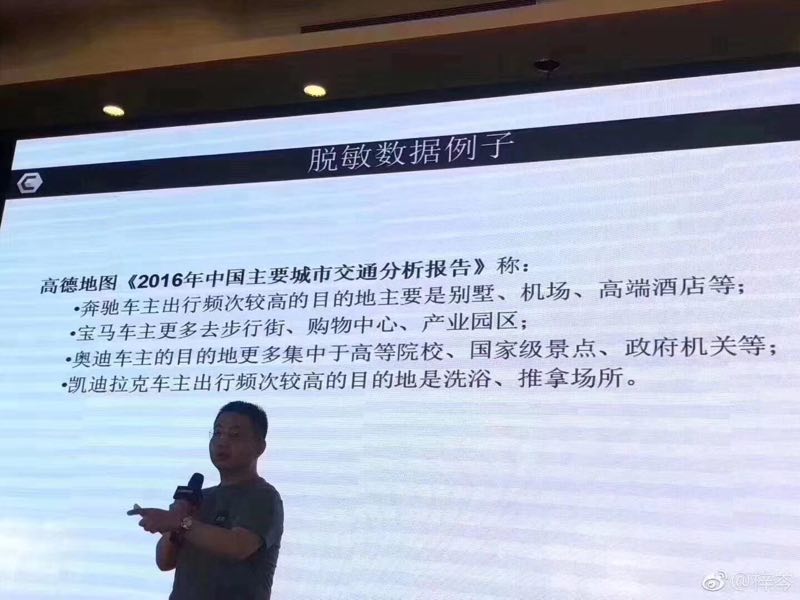 脱敏数据例子
高德地图《2016年中国主要城市交通分析报告》称：
•奔驰车主出行频次较高的目的地主要是别墅、机场、高端酒店等；
•宝马车主更多去步行街、购物中心、产业园区；
•奥迪车主的目的地更多集中于高等院校、国家级景点、政府机关等；
•凯迪拉克车主出行频次较高的目的地是洗浴、推拿场所。
@梓岑